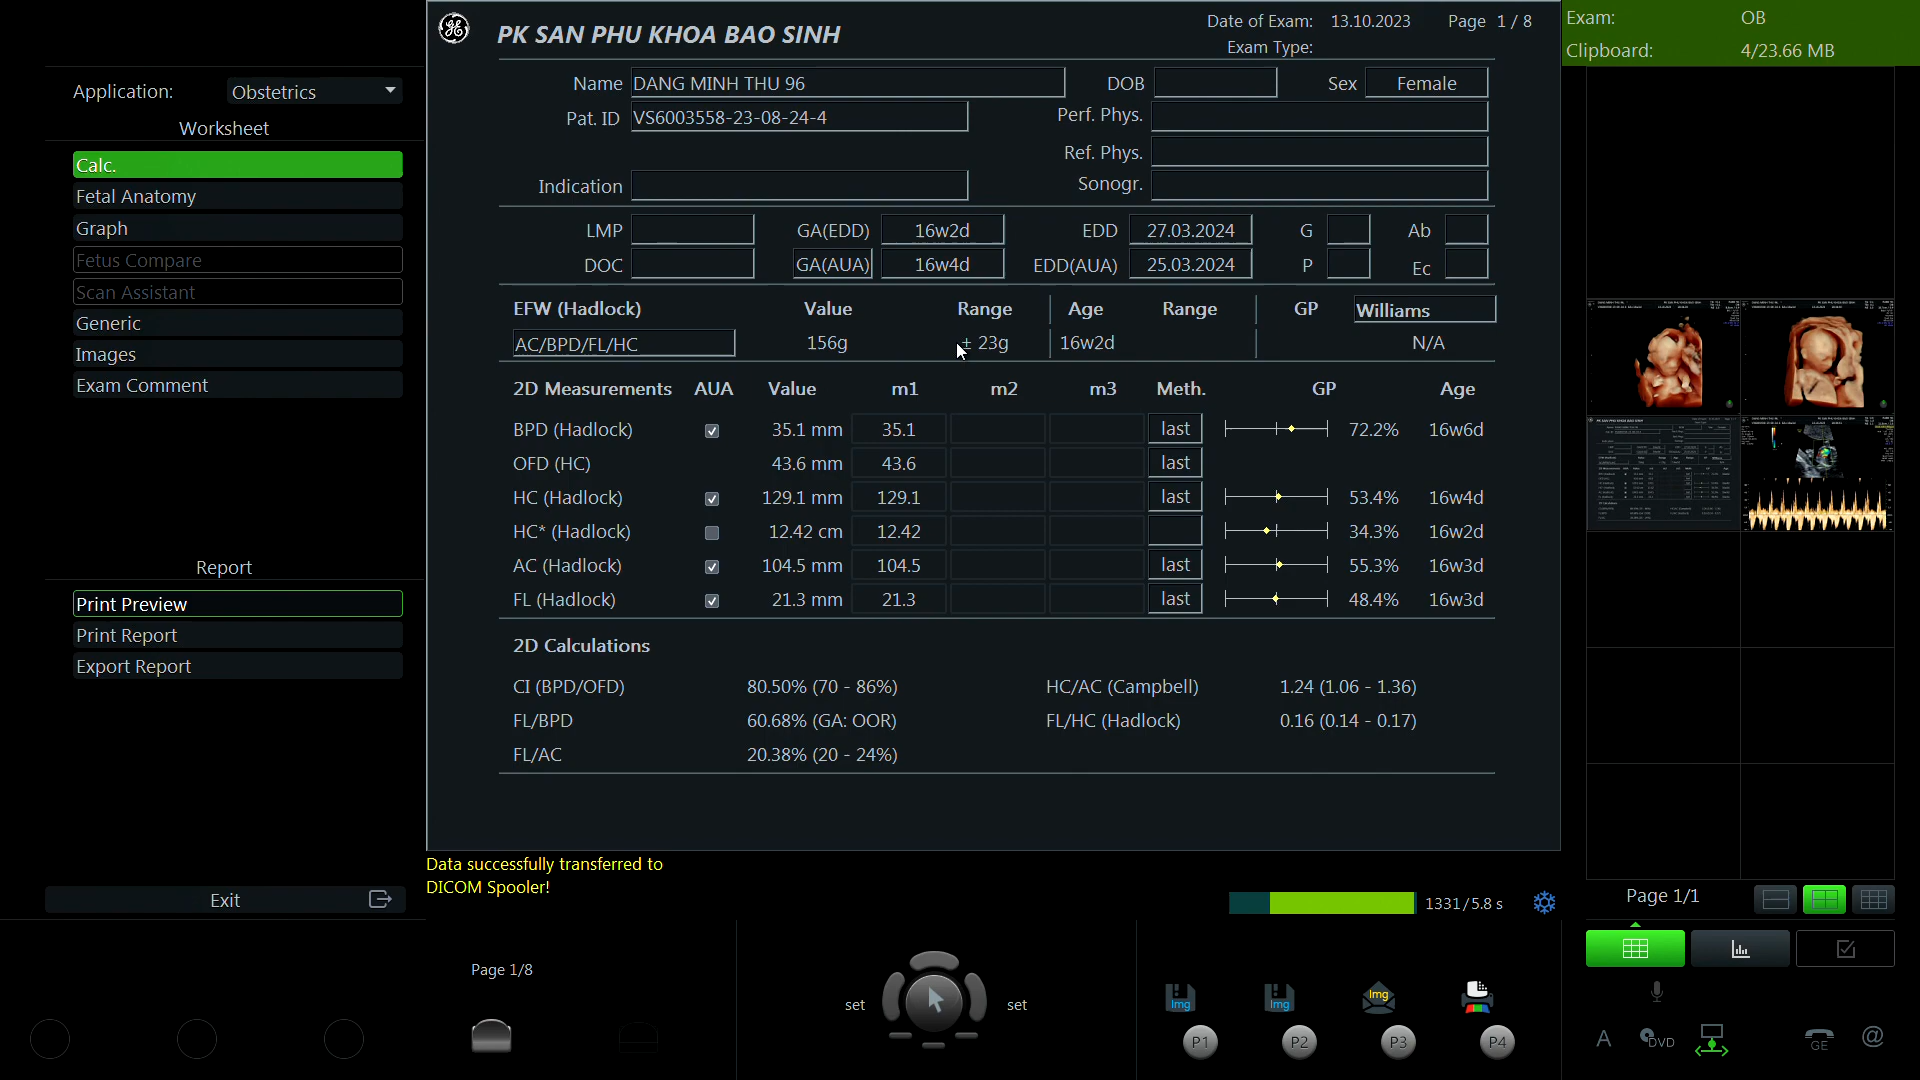 PK SAN PHU KHOA BAO SINH
Date of Exam: 13.10.2023 Page 1 / 8
Exam Type:
Exam: OB
Clipboard: 4/23.66 MB
Application: Obstetrics
Worksheet
Calc.
Fetal Anatomy
Graph
Fetus Compare
Scan Assistant
Generic
Images
Exam Comment
Report
Print Preview
Print Report
Export Report
Exit
Name DANG MINH THU 96 DOB Sex Female
Pat. ID VS6003558-23-08-24-4 Perf. Phys.
Ref. Phys.
Indication Sonogr.
LMP GA(EDD) 16w2d EDD 27.03.2024 G Ab
DOC GA(AUA) 16w4d EDD(AUA) 25.03.2024 P Ec
EFW (Hadlock) Value Range Age Range GP Williams
AC/BPD/FL/HC 156g ± 23g 16w2d N/A
2D Measurements AUA Value m1 m2 m3 Meth. GP Age
BPD (Hadlock) 35.1 mm 35.1 last 72.2% 16w6d
OFD (HC) 43.6 mm 43.6 last
HC (Hadlock) 129.1 mm 129.1 last 53.4% 16w4d
HC* (Hadlock) 12.42 cm 12.42 34.3% 16w2d
AC (Hadlock) 104.5 mm 104.5 last 55.3% 16w3d
FL (Hadlock) 21.3 mm 21.3 last 48.4% 16w3d
2D Calculations
CI (BPD/OFD) 80.50% (70 - 86%) HC/AC (Campbell) 1.24 (1.06 - 1.36)
FL/BPD 60.68% (GA: OOR) FL/HC (Hadlock) 0.16 (0.14 - 0.17)
FL/AC 20.38% (20 - 24%)
Data successfully transferred to
DICOM Spooler!
1331/5.8 s
Page 1/1
Page 1/8
set set
Img Img Img
P1 P2 P3 P4
A DVD GE @